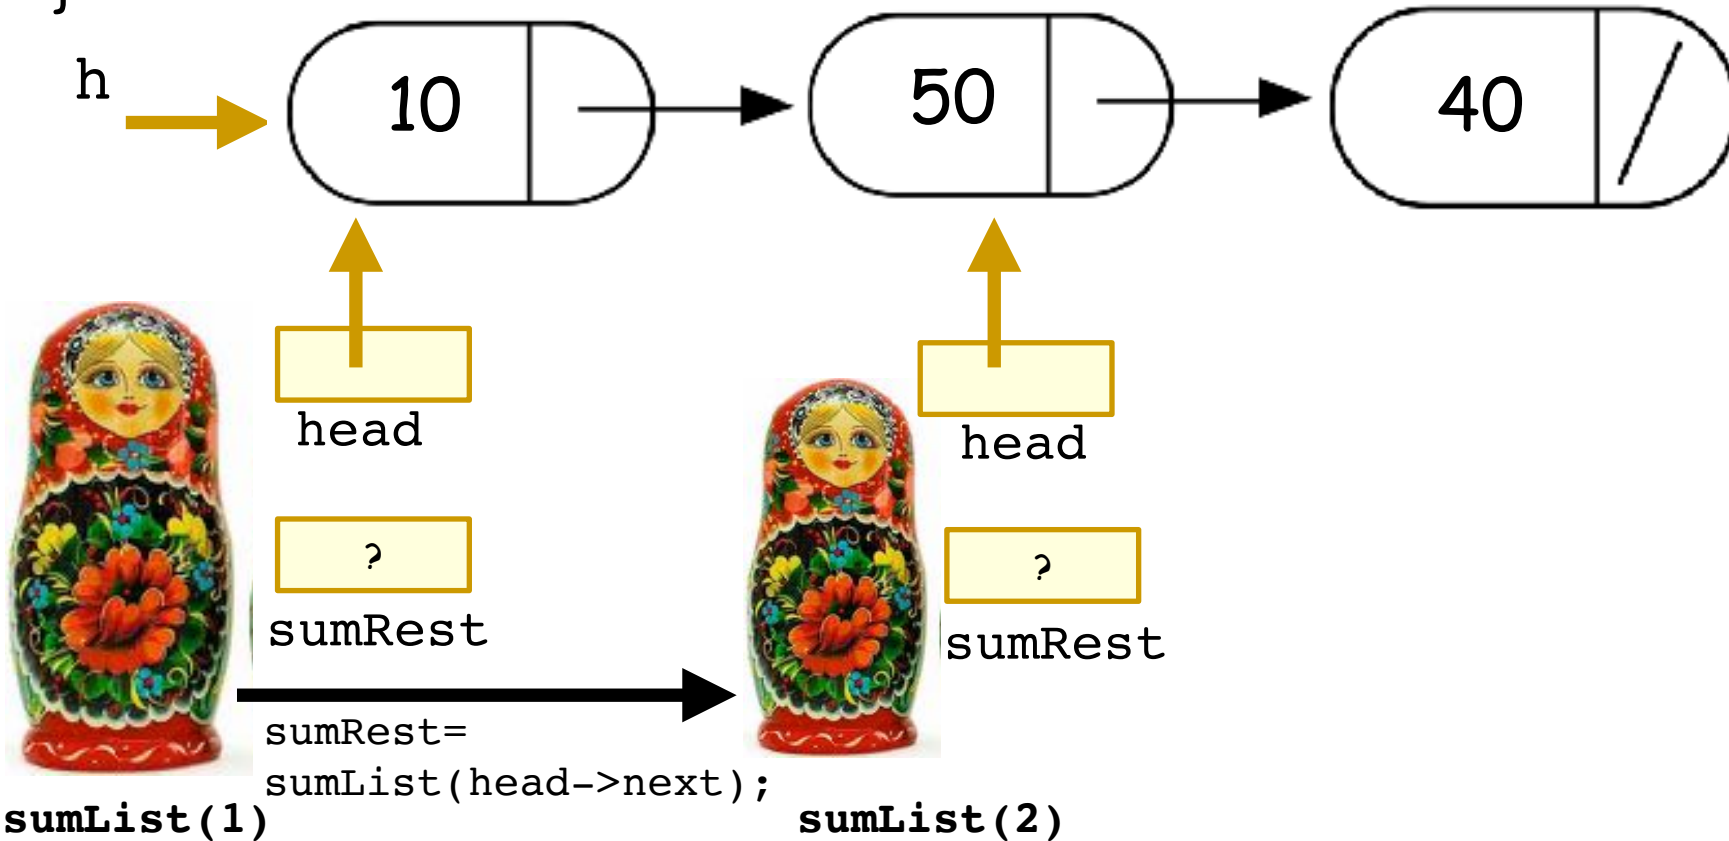 }
h
10 50 40
head
head
?
?
sumRest
sumRest
sumRest=
sumList(head->next);
sumList(1)
sumList(2)